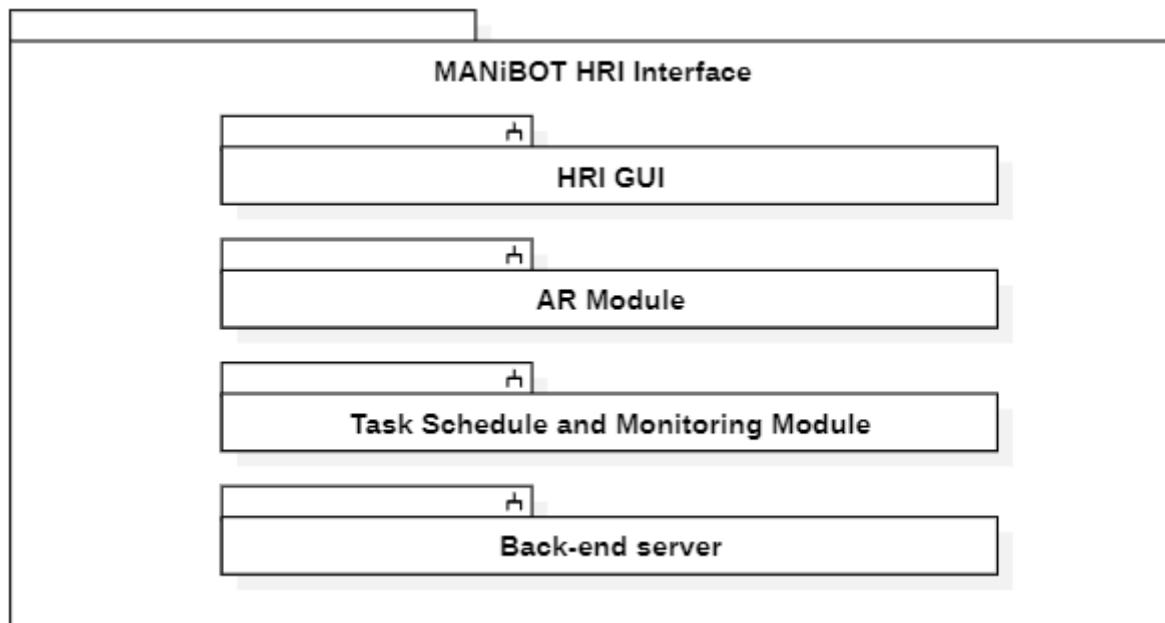 MANiBOT HRI Interface
HRI GUI
AR Module
Task Schedule and Monitoring Module
Back-end server